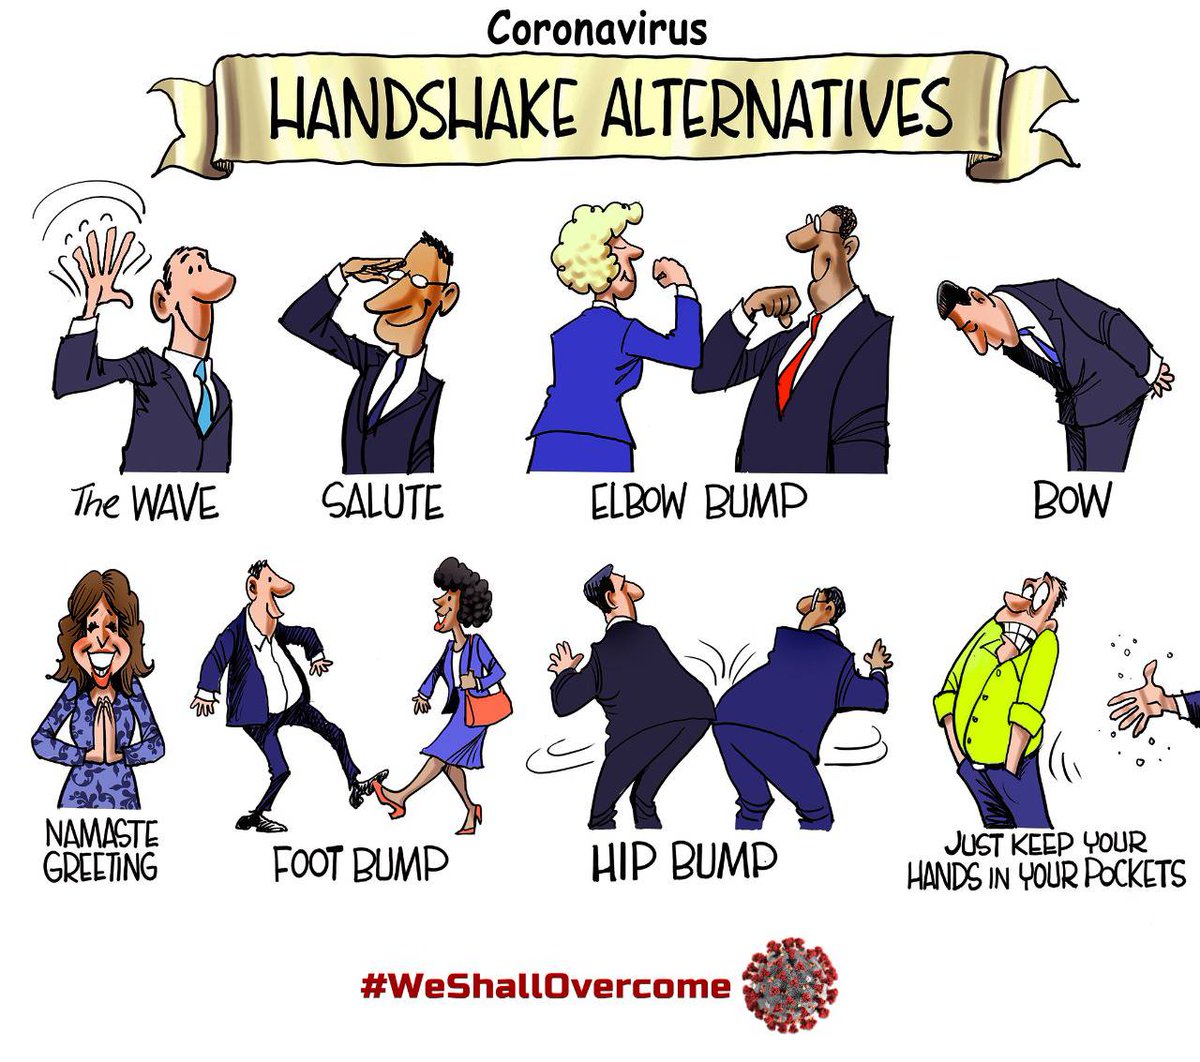 Coronavirus
HANDSHAKE ALTERNATIVES
The WAVE
SALUTE
ELBOW BUMP
BOW
NAMASTE
GREETING
FOOT BUMP
HIP BUMP
JUST KEEP YOUR
HANDS IN YOUR POCKETS
#WeShallOvercome